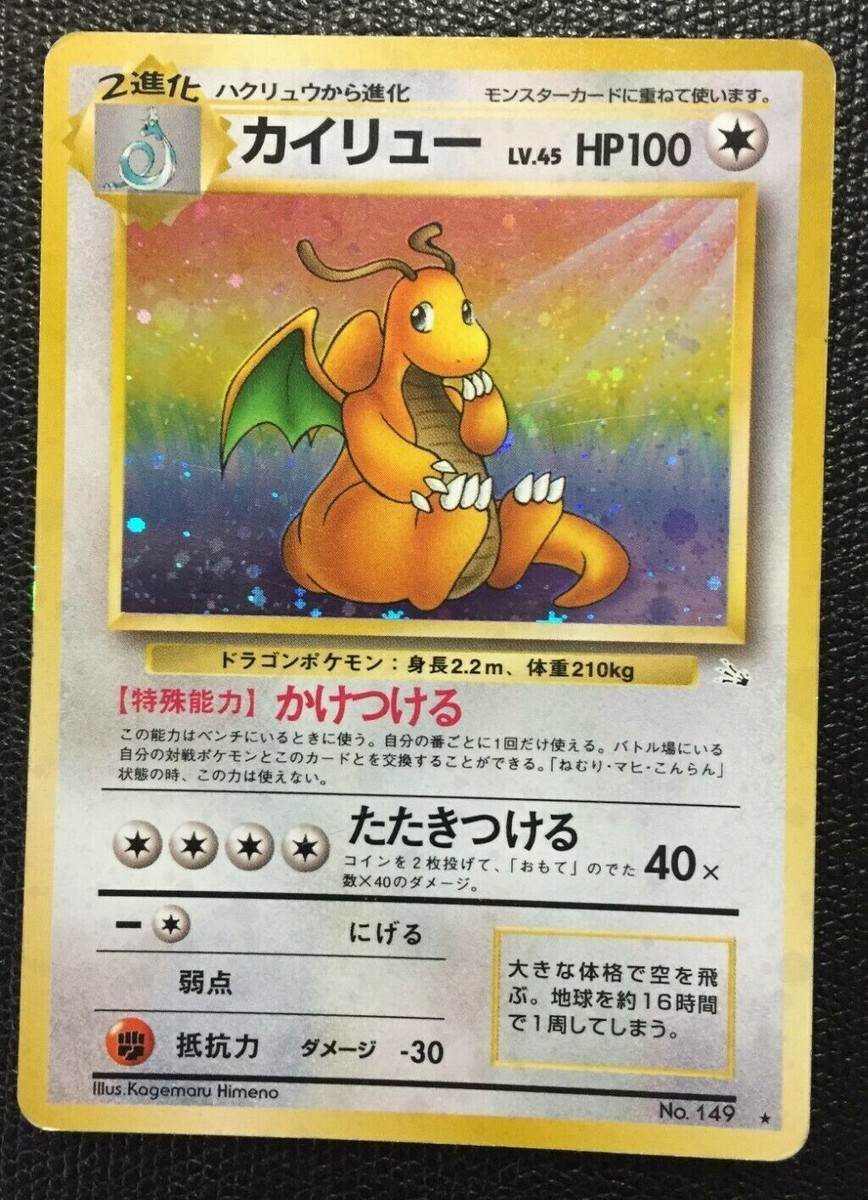 2進化 ハクリュウから進化 モンスターカードに重ねて使います。
カイリュー LV.45 HP100
ドラゴンポケモン：身長2.2m、体重210kg
【特殊能力】かけつける
この能力はベンチにいるときに使う。自分の番ごとに1回だけ使える。バトル場にいる
自分の対戦ポケモンとこのカードとを交換することができる。「ねむり・マヒ・こんらん」
状態の時、この力は使えない。
たたきつける
コインを2枚投げて、「おもて」のでた
数×40のダメージ。
40×
にげる
弱点
抵抗力 ダメージ -30
大きな体格で空を飛
ぶ。地球を約16時間
で1周してしまう。
Illus.Kagemaru Himeno
No. 149 ★